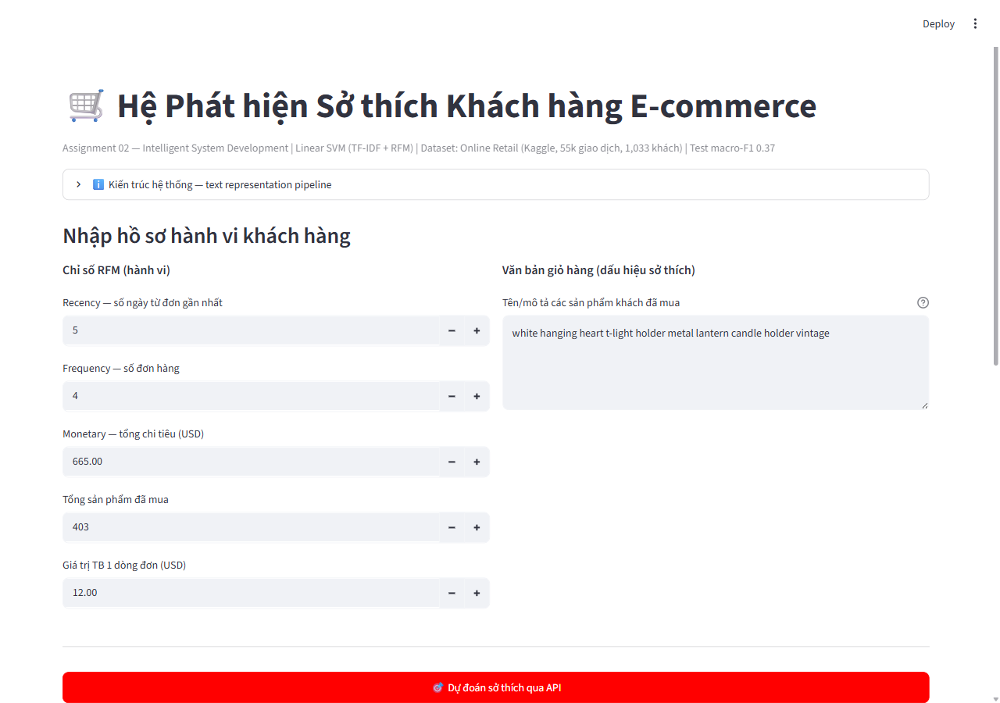 Deploy
Hệ Phát hiện Sở thích Khách hàng E-commerce
Assignment 02 — Intelligent System Development | Linear SVM (TF-IDF + RFM) | Dataset: Online Retail (Kaggle, 55k giao dịch, 1,033 khách) | Test macro-F1 0.37
Kiến trúc hệ thống — text representation pipeline
Nhập hồ sơ hành vi khách hàng
Chỉ số RFM (hành vi)
Recency — số ngày từ đơn gần nhất
5
Frequency — số đơn hàng
4
Monetary — tổng chi tiêu (USD)
665.00
Tổng sản phẩm đã mua
403
Giá trị TB 1 dòng đơn (USD)
12.00
Văn bản giỏ hàng (dấu hiệu sở thích)
Tên/mô tả các sản phẩm khách đã mua
white hanging heart t-light holder metal lantern candle holder vintage
Dự đoán sở thích qua API